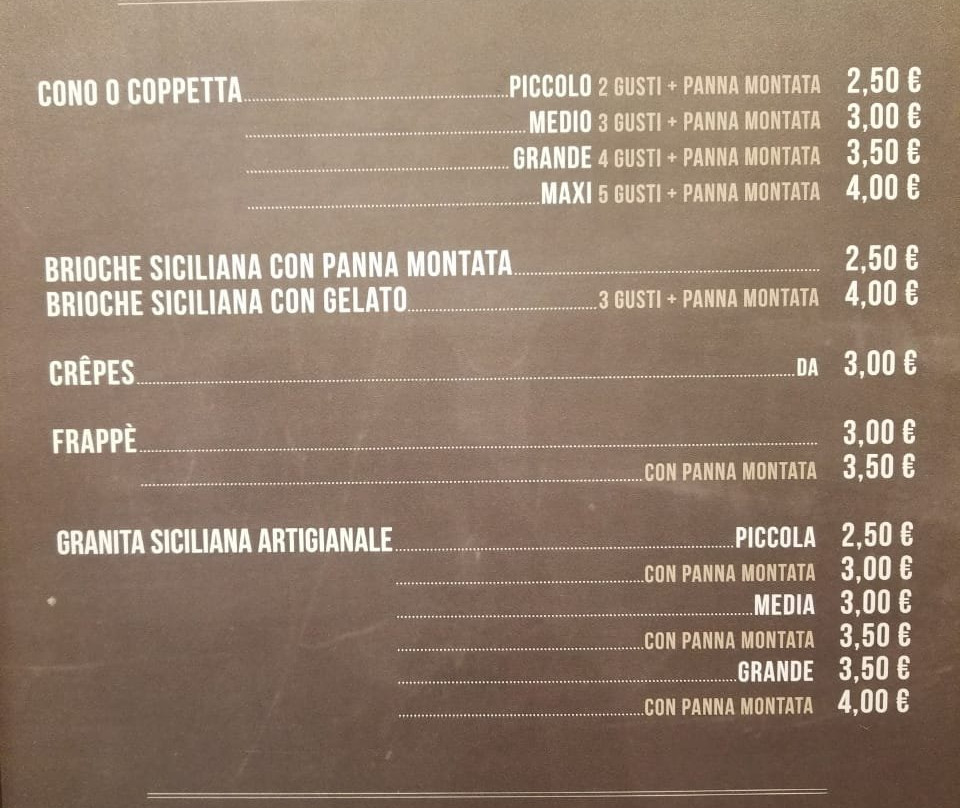 CONO O COPPETTA PICCOLO 2 GUSTI + PANNA MONTATA 2,50 €
MEDIO 3 GUSTI + PANNA MONTATA 3,00 €
GRANDE 4 GUSTI + PANNA MONTATA 3,50 €
MAXI 5 GUSTI + PANNA MONTATA 4,00 €
BRIOCHE SICILIANA CON PANNA MONTATA 2,50 €
BRIOCHE SICILIANA CON GELATO 3 GUSTI + PANNA MONTATA 4,00 €
CRÊPES DA 3,00 €
FRAPPÈ 3,00 €
CON PANNA MONTATA 3,50 €
GRANITA SICILIANA ARTIGIANALE PICCOLA 2,50 €
CON PANNA MONTATA 3,00 €
MEDIA 3,00 €
CON PANNA MONTATA 3,50 €
GRANDE 3,50 €
CON PANNA MONTATA 4,00 €